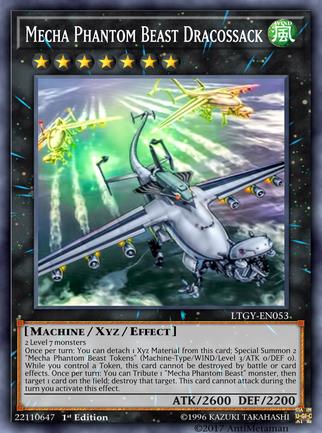 Mecha Phantom Beast Dracossack
WIND
風
LTGY-EN053
[Machine / Xyz / Effect]
2 Level 7 monsters
Once per turn: You can detach 1 Xyz Material from this card; Special Summon 2
"Mecha Phantom Beast Tokens" (Machine-Type/WIND/Level 3/ATK 0/DEF 0).
While you control a Token, this card cannot be destroyed by battle or card
effects. Once per turn: You can Tribute 1 "Mecha Phantom Beast" monster, then
target 1 card on the field; destroy that target. This card cannot attack during the
turn you activate this effect.
ATK/2600 DEF/2200
22110647 1st Edition ©1996 KAZUKI TAKAHASHI
©2017 AntiMetaman